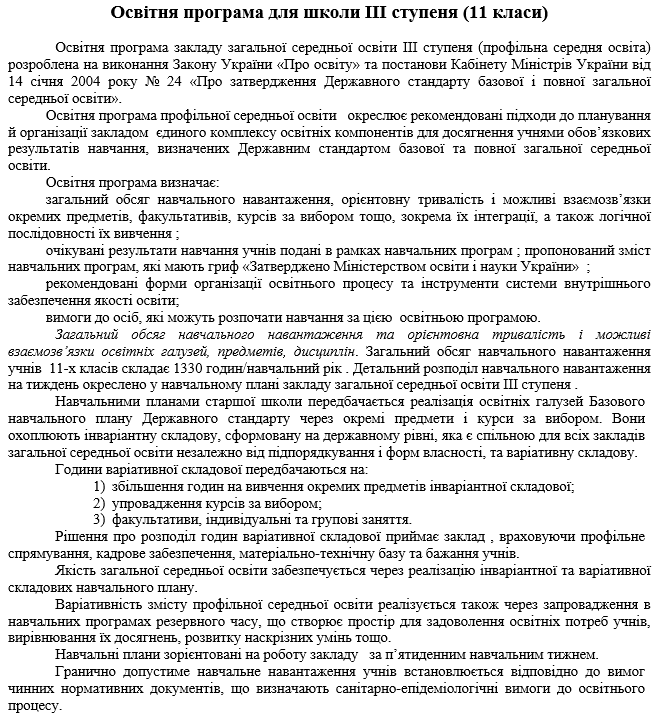 Освітня програма для школи ІІІ ступеня (11 класи)
Освітня програма закладу загальної середньої освіти ІІІ ступеня (профільна середня освіта)
розроблена на виконання Закону України «Про освіту» та постанови Кабінету Міністрів України від
14 січня 2004 року № 24 «Про затвердження Державного стандарту базової і повної загальної
середньої освіти».
Освітня програма профільної середньої освіти окреслює рекомендовані підходи до планування
й організації закладом єдиного комплексу освітніх компонентів для досягнення учнями обов’язкових
результатів навчання, визначених Державним стандартом базової та повної загальної середньої
освіти.
Освітня програма визначає:
загальний обсяг навчального навантаження, орієнтовну тривалість і можливі взаємозв’язки
окремих предметів, факультативів, курсів за вибором тощо, зокрема їх інтеграції, а також логічної
послідовності їх вивчення ;
очікувані результати навчання учнів подані в рамках навчальних програм ; пропонований зміст
навчальних програм, які мають гриф «Затверджено Міністерством освіти і науки України» ;
рекомендовані форми організації освітнього процесу та інструменти системи внутрішнього
забезпечення якості освіти;
вимоги до осіб, які можуть розпочати навчання за цією освітньою програмою.
Загальний обсяг навчального навантаження та орієнтовна тривалість і можливі
взаємозв’язки освітніх галузей, предметів, дисциплін. Загальний обсяг навчального навантаження
учнів 11-х класів складає 1330 годин/навчальний рік . Детальний розподіл навчального навантаження
на тиждень окреслено у навчальному плані закладу загальної середньої освіти ІІІ ступеня .
Навчальними планами старшої школи передбачається реалізація освітніх галузей Базового
навчального плану Державного стандарту через окремі предмети і курси за вибором. Вони
охоплюють інваріантну складову, сформовану на державному рівні, яка є спільною для всіх закладів
загальної середньої освіти незалежно від підпорядкування і форм власності, та варіативну складову.
Години варіативної складової передбачаються на:
1) збільшення годин на вивчення окремих предметів інваріантної складової;
2) упровадження курсів за вибором;
3) факультативи, індивідуальні та групові заняття.
Рішення про розподіл годин варіативної складової приймає заклад , враховуючи профільне
спрямування, кадрове забезпечення, матеріально-технічну базу та бажання учнів.
Якість загальної середньої освіти забезпечується через реалізацію інваріантної та варіативної
складових навчального плану.
Варіативність змісту профільної середньої освіти реалізується також через запровадження в
навчальних програмах резервного часу, що створює простір для задоволення освітніх потреб учнів,
вирівнювання їх досягнень, розвитку наскрізних умінь тощо.
Навчальні плани зорієнтовані на роботу закладу за п’ятиденним навчальним тижнем.
Гранично допустиме навчальне навантаження учнів встановлюється відповідно до вимог
чинних нормативних документів, що визначають санітарно-епідеміологічні вимоги до освітнього
процесу.